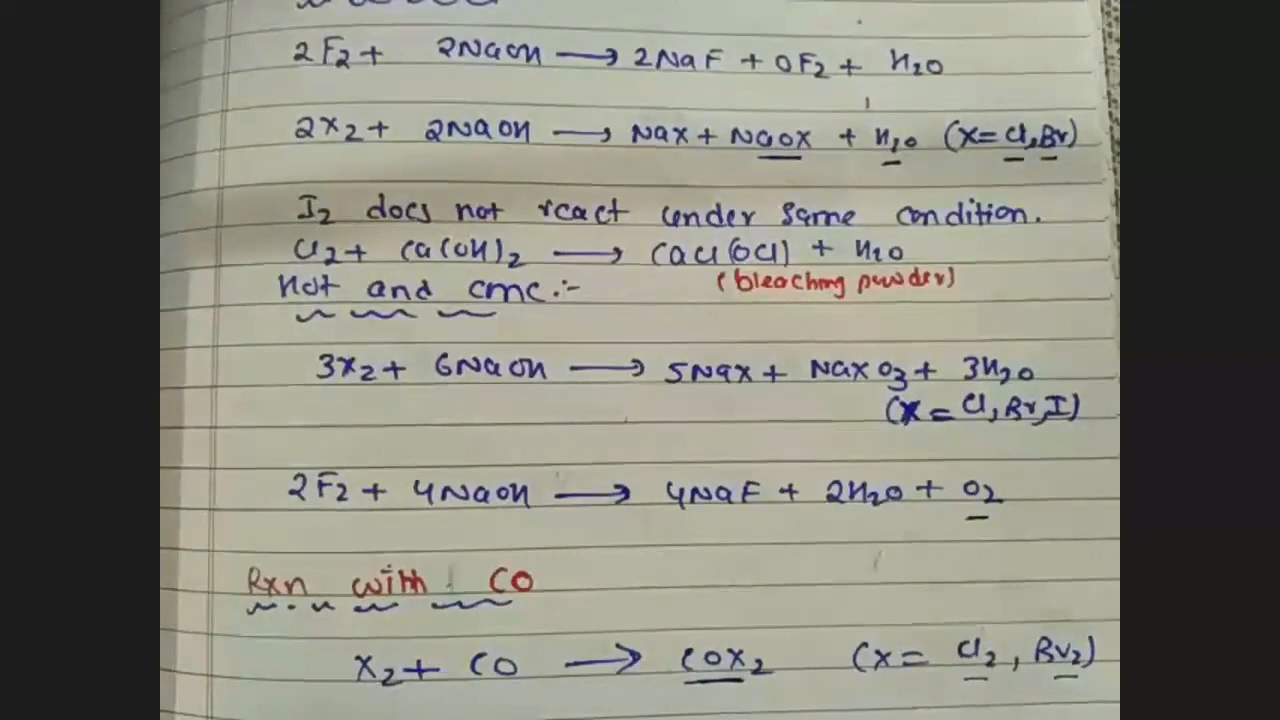 2F2 + 2NaOH → 2NaF + OF2 + H2O
2X2 + 2NaOH → NaX + NaOX + H2O (X = Cl, Br)
I2 does not react under same condition.
Cl2 + Ca(OH)2 → CaCl(OCl) + H2O
(bleaching powder)
Hot and cmc :-
3X2 + 6NaOH → 5NaX + NaXO3 + 3H2O
(X = Cl, Br, I)
2F2 + 4NaOH → 4NaF + 2H2O + O2
Rxn with CO
X2 + CO → COX2 (X = Cl2, Br2)